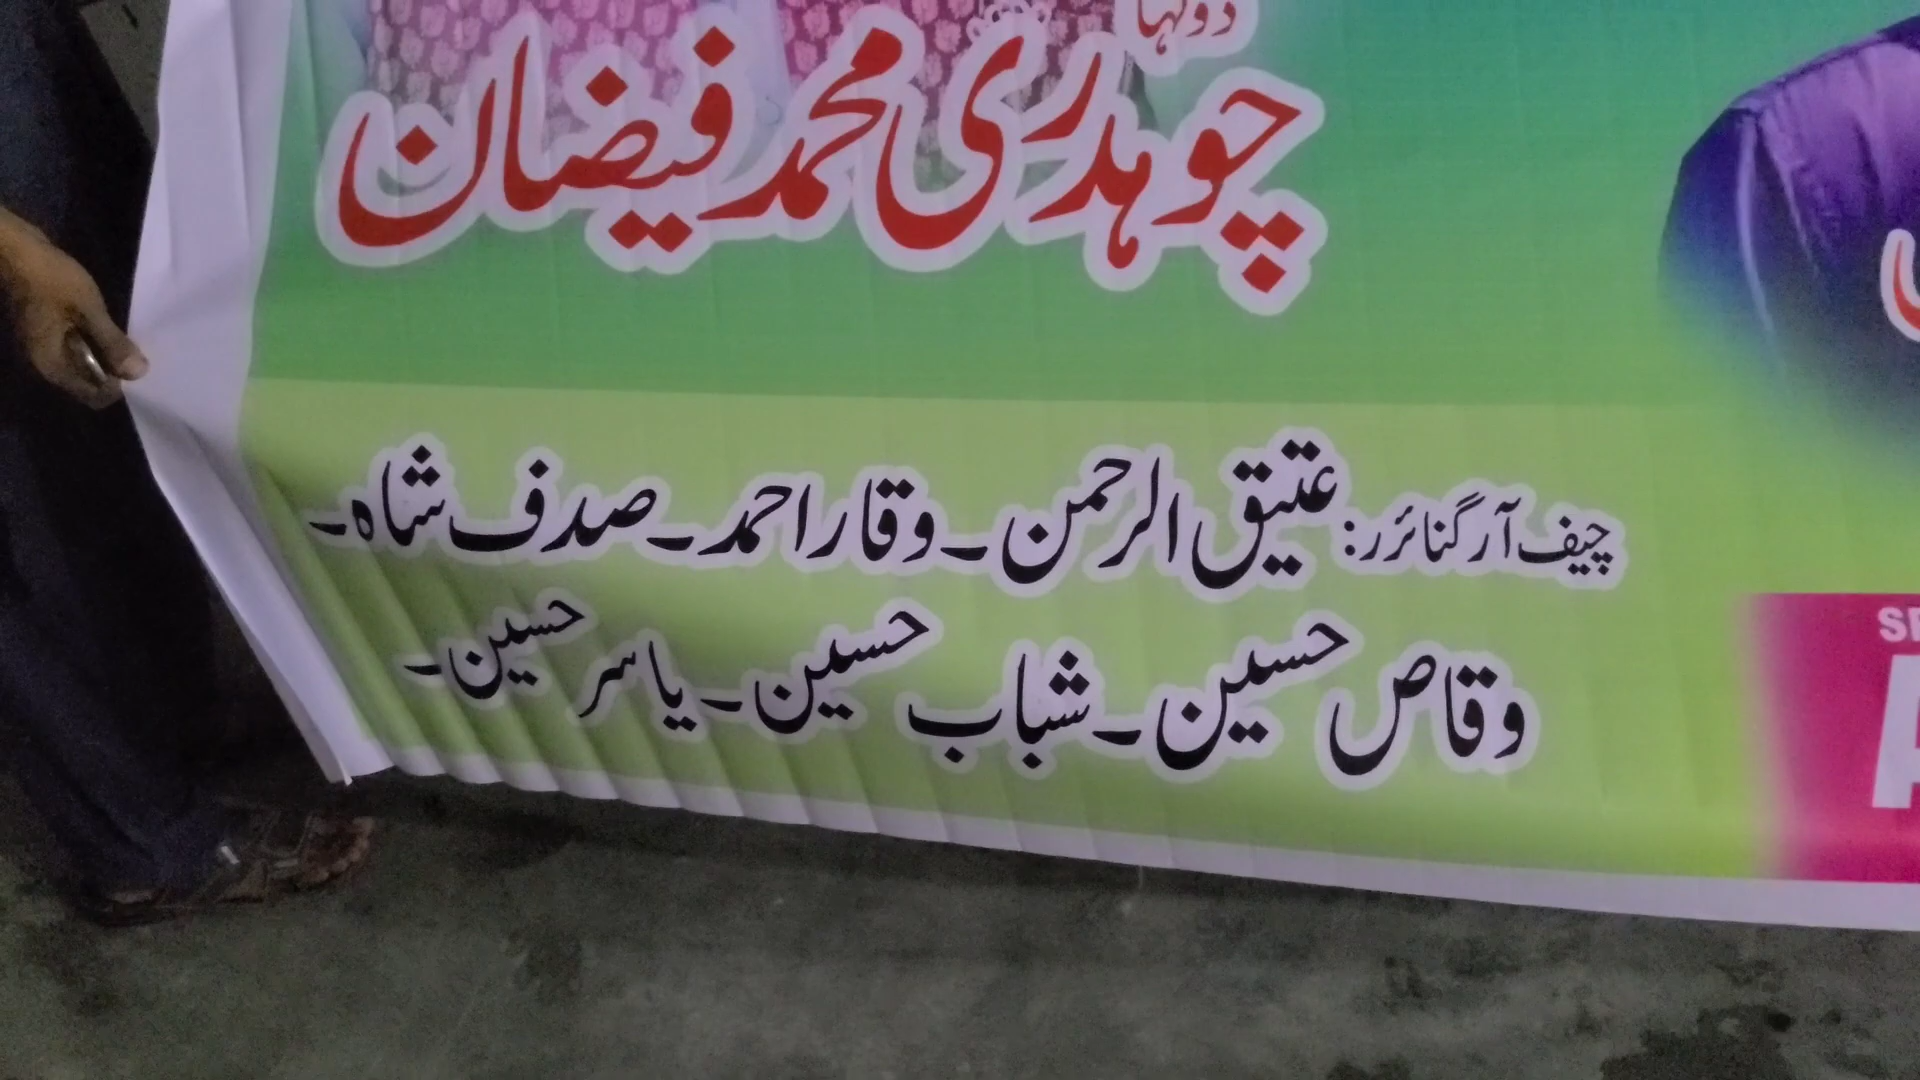 دولہا
چوہدری محمد فیضان
چیف آرگنائزر: عتیق الرحمن۔ وقار احمد۔ صدف شاہ۔
وقاص حسین۔ شباب حسین۔ یاسر حسین۔